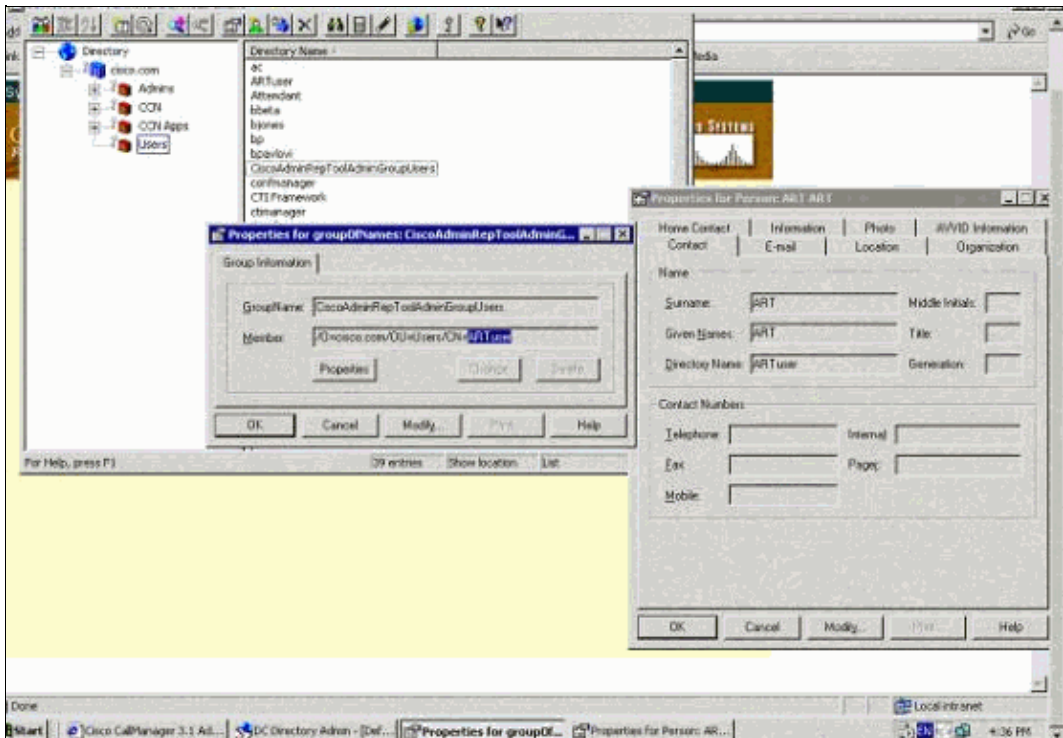 Go
Directory
cisco.com
Admins
CCN
CCN Apps
Users
Directory Name
ac
ARTuser
Attendant
bbeta
bjones
bp
bpavlovi
CiscoAdminRepToolAdminGroupUsers
confmanager
CTI Framework
ctimanager
Media
Systems
Properties for groupOfNames: CiscoAdminRepToolAdminG...
Group Information
GroupName: CiscoAdminRepToolAdminGroupUsers
Member: /O=cisco.com/OU=Users/CN=ARTuser
Properties Change Delete
OK Cancel Modify... Print Help
For Help, press F1 39 entries Show location List
Properties for Person: ART ART
Home Contact Information Photo AVVID Information
Contact E-mail Location Organization
Name
Surname: ART Middle Initials:
Given Names: ART Title:
Directory Name: ARTuser Generation:
Contact Numbers
Telephone: Internal:
Fax: Pager:
Mobile:
OK Cancel Modify... Print Help
Done Local intranet
Start Cisco CallManager 3.1 Ad... DC Directory Admin - [Def... Properties for groupOf... Properties for Person: AR... EN 4:36 PM